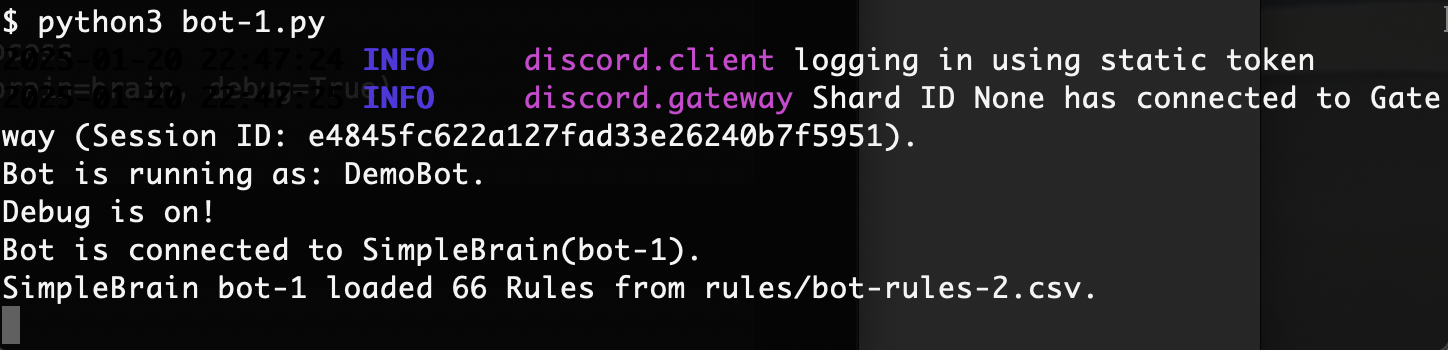 $ python3 bot-1.py
2025-01-20 22:47:24 INFO     discord.client logging in using static token
2025-01-20 22:47:25 INFO     discord.gateway Shard ID None has connected to Gate
way (Session ID: e4845fc622a127fad33e26240b7f5951).
Bot is running as: DemoBot.
Debug is on!
Bot is connected to SimpleBrain(bot-1).
SimpleBrain bot-1 loaded 66 Rules from rules/bot-rules-2.csv.